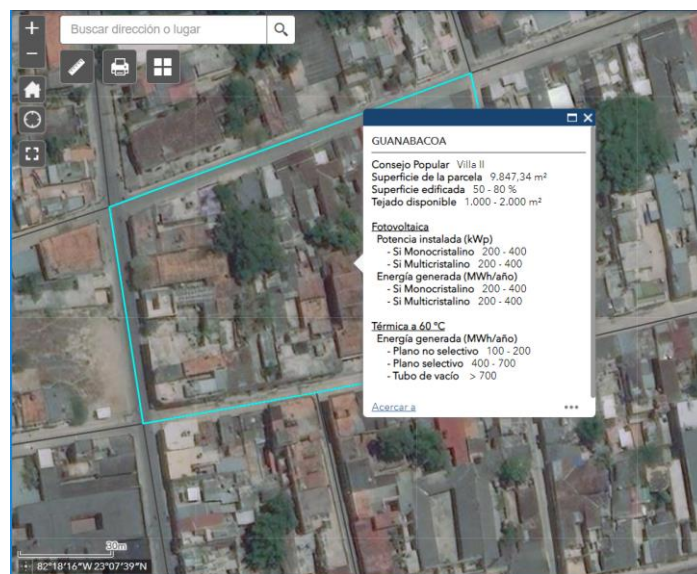 Buscar dirección o lugar
GUANABACOA
Consejo Popular Villa II
Superficie de la parcela 9.847,34 m²
Superficie edificada 50 - 80 %
Tejado disponible 1.000 - 2.000 m²
Fotovoltaica
Potencia instalada (kWp)
- Si Monocristalino 200 - 400
- Si Multicristalino 200 - 400
Energía generada (MWh/año)
- Si Monocristalino 200 - 400
- Si Multicristalino 200 - 400
Térmica a 60 ºC
Energía generada (MWh/año)
- Plano no selectivo 100 - 200
- Plano selectivo 400 - 700
- Tubo de vacío > 700
Acercar a
30m
82°18'16"W 23°07'39"N